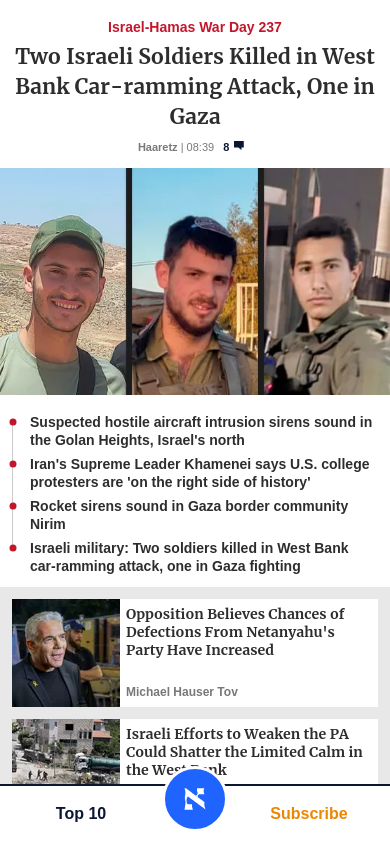 Israel-Hamas War Day 237
Two Israeli Soldiers Killed in West
Bank Car-ramming Attack, One in
Gaza
Haaretz | 08:39 8
Suspected hostile aircraft intrusion sirens sound in
the Golan Heights, Israel's north
Iran's Supreme Leader Khamenei says U.S. college
protesters are 'on the right side of history'
Rocket sirens sound in Gaza border community
Nirim
Israeli military: Two soldiers killed in West Bank
car-ramming attack, one in Gaza fighting
Opposition Believes Chances of
Defections From Netanyahu's
Party Have Increased
Michael Hauser Tov
Israeli Efforts to Weaken the PA
Could Shatter the Limited Calm in
the West Bank
Top 10
Subscribe